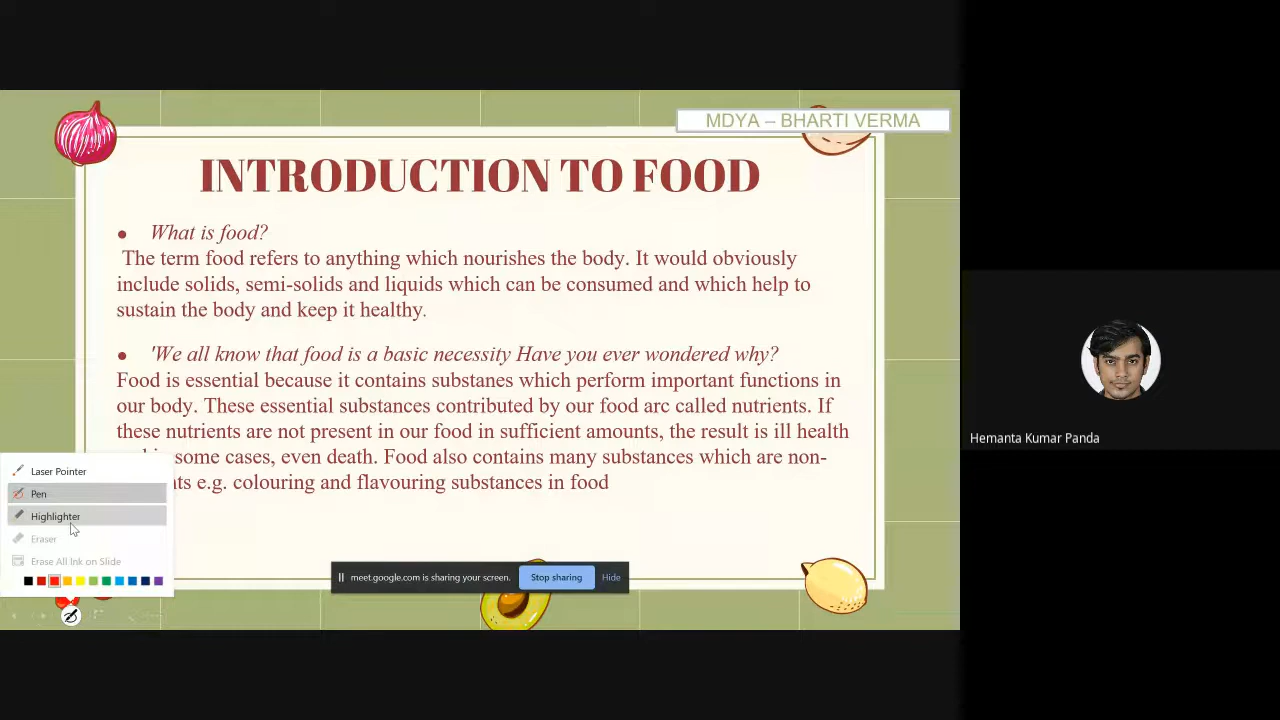 MDYA – BHARTI VERMA
INTRODUCTION TO FOOD
• What is food?
The term food refers to anything which nourishes the body. It would obviously
include solids, semi-solids and liquids which can be consumed and which help to
sustain the body and keep it healthy.
• 'We all know that food is a basic necessity Have you ever wondered why?
Food is essential because it contains substanes which perform important functions in
our body. These essential substances contributed by our food arc called nutrients. If
these nutrients are not present in our food in sufficient amounts, the result is ill health
some cases, even death. Food also contains many substances which are non-
e.g. colouring and flavouring substances in food
Laser Pointer
Pen
Highlighter
Eraser
Erase All Ink on Slide
meet.google.com is sharing your screen.
Stop sharing
Hide
Hemanta Kumar Panda